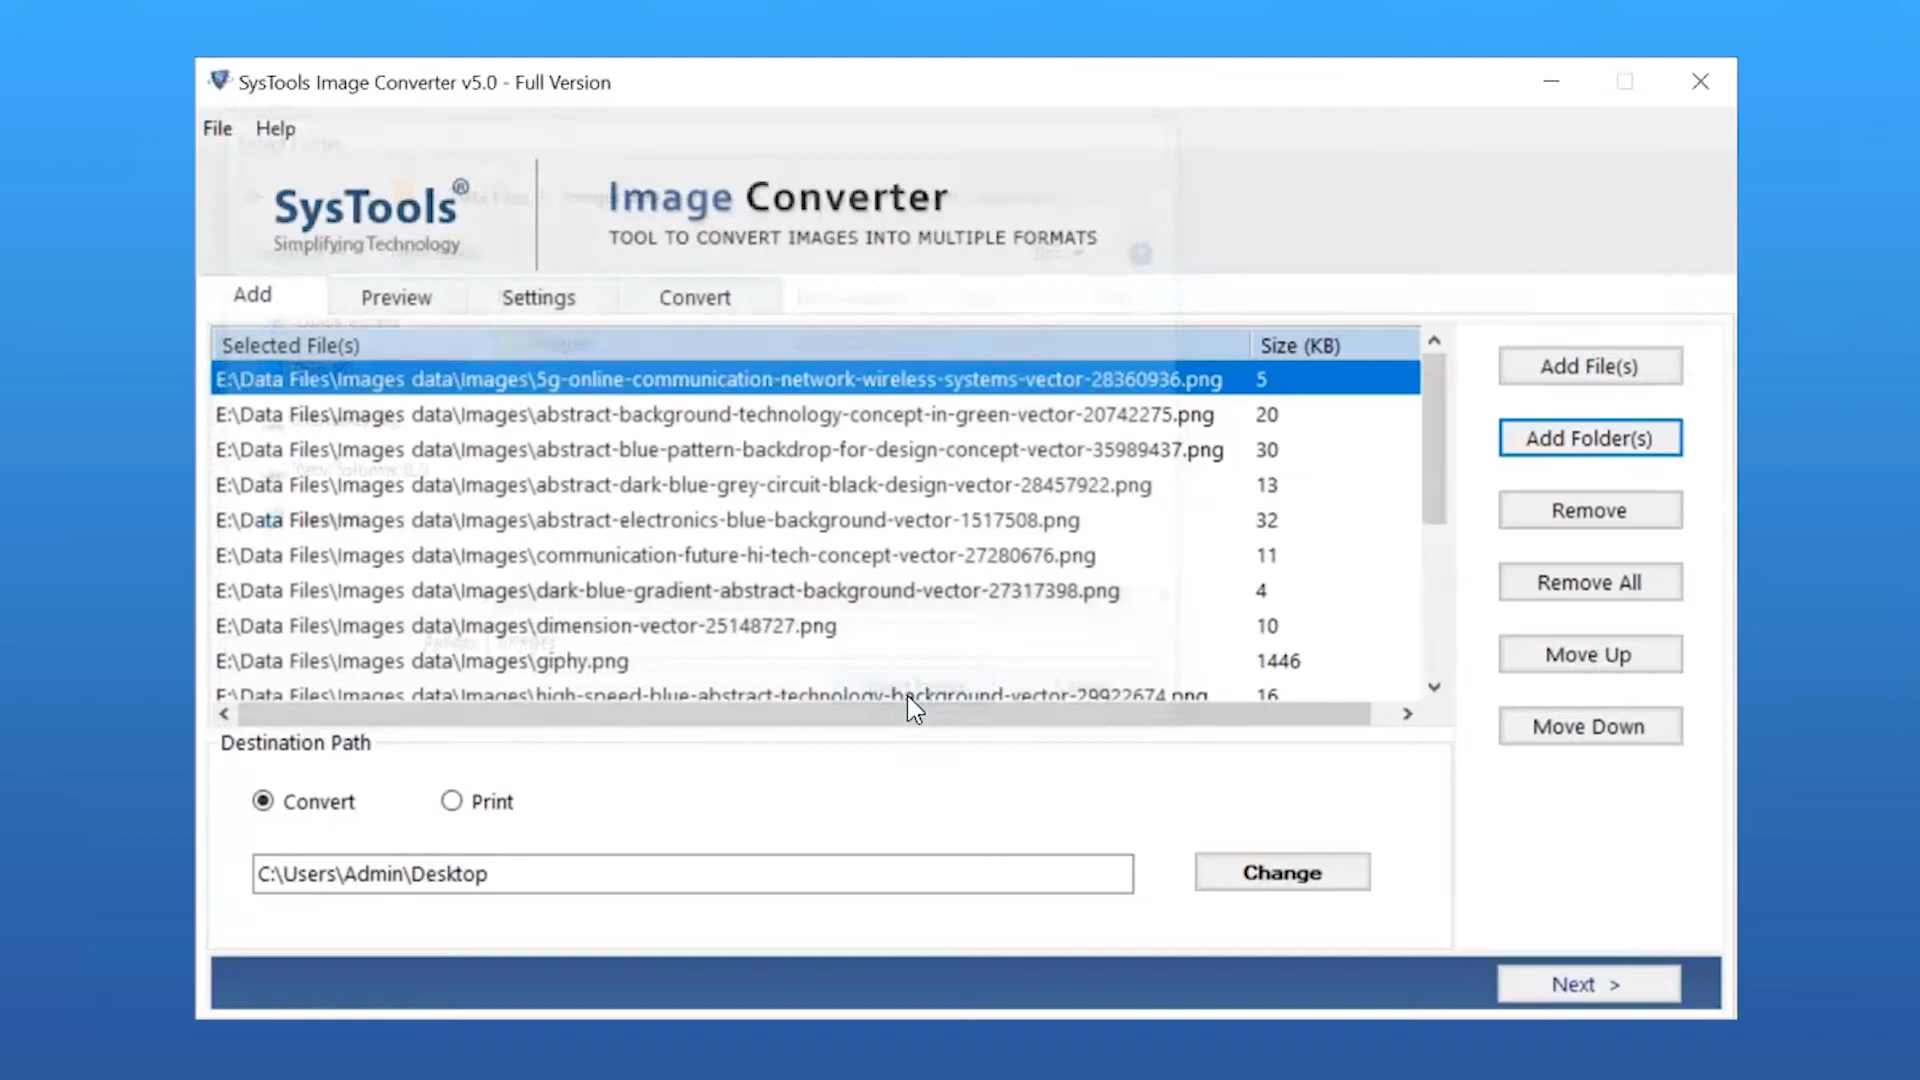 SysTools Image Converter v5.0 - Full Version
File Help
SysTools®
Simplifying Technology
Image Converter
TOOL TO CONVERT IMAGES INTO MULTIPLE FORMATS
Add Preview Settings Convert
Selected File(s) Size (KB)
E:\Data Files\Images data\Images\5g-online-communication-network-wireless-systems-vector-28360936.png 5
E:\Data Files\Images data\Images\abstract-background-technology-concept-in-green-vector-20742275.png 20
E:\Data Files\Images data\Images\abstract-blue-pattern-backdrop-for-design-concept-vector-35989437.png 30
E:\Data Files\Images data\Images\abstract-dark-blue-grey-circuit-black-design-vector-28457922.png 13
E:\Data Files\Images data\Images\abstract-electronics-blue-background-vector-1517508.png 32
E:\Data Files\Images data\Images\communication-future-hi-tech-concept-vector-27280676.png 11
E:\Data Files\Images data\Images\dark-blue-gradient-abstract-background-vector-27317398.png 4
E:\Data Files\Images data\Images\dimension-vector-25148727.png 10
E:\Data Files\Images data\Images\giphy.png 1446
E:\Data Files\Images data\Images\high-speed-blue-abstract-technology-background-vector-29922674.png 16
Add File(s)
Add Folder(s)
Remove
Remove All
Move Up
Move Down
Destination Path
Convert Print
C:\Users\Admin\Desktop Change
Next >